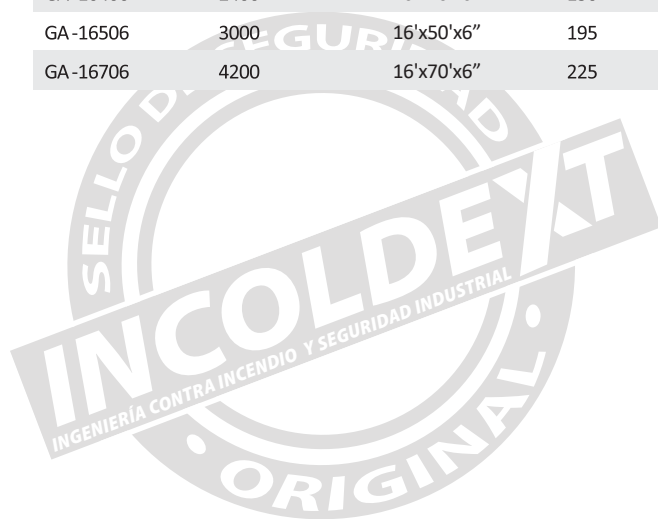 GA-16506 3000 16'x50'x6” 195
GA-16706 4200 16'x70'x6” 225
SELLO DE SEGURIDAD
INCOLDEXT
INGENIERÍA CONTRA INCENDIO Y SEGURIDAD INDUSTRIAL
• ORIGINAL •